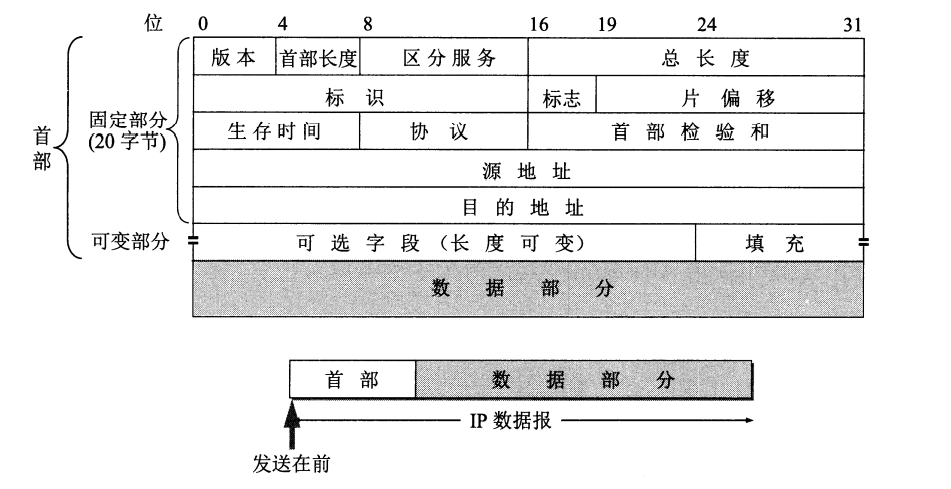 位 0 4 8 16 19 24 31
版本 首部长度 区分服务 总长度
标识 标志 片偏移
生存时间 协议 首部检验和
源地址
目的地址
可选字段（长度可变） 填充
数据部分
首部
固定部分
(20 字节)
可变部分
首部 数据部分
IP 数据报
发送在前